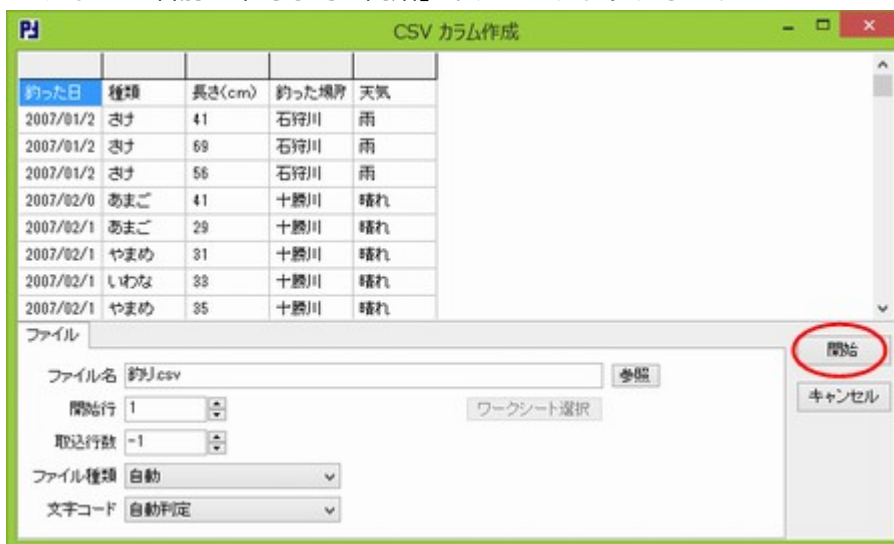 CSV カラム作成
釣った日 種類 長さ(cm) 釣った場所 天気
2007/01/2 さけ 41 石狩川 雨
2007/01/2 さけ 69 石狩川 雨
2007/01/2 さけ 56 石狩川 雨
2007/02/0 あまご 41 十勝川 晴れ
2007/02/1 あまご 29 十勝川 晴れ
2007/02/1 やまめ 31 十勝川 晴れ
2007/02/1 いわな 33 十勝川 晴れ
2007/02/1 やまめ 35 十勝川 晴れ
ファイル
開始
ファイル名 釣り.csv 参照
キャンセル
開始行 1 ワークシート選択
取込行数 -1
ファイル種類 自動
文字コード 自動判定